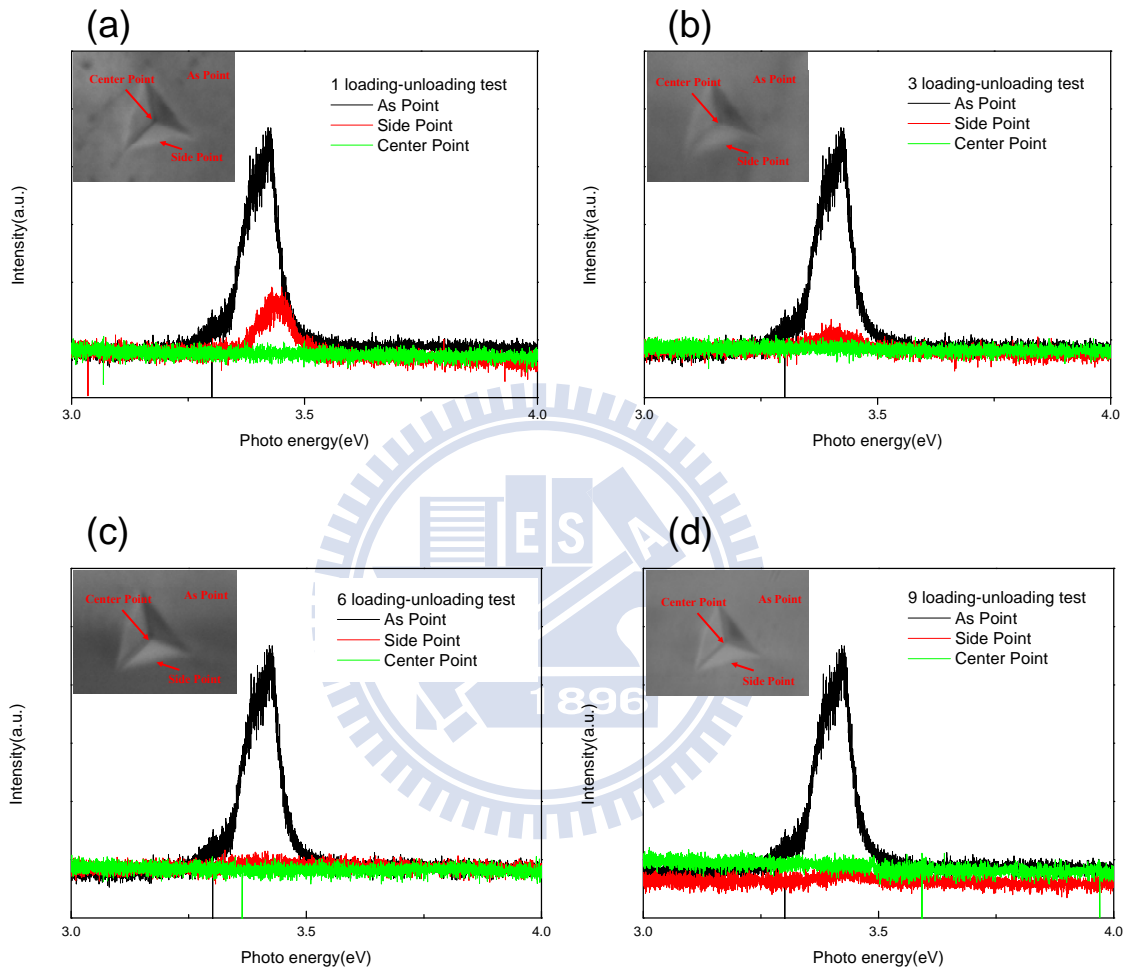 (a)
Center Point
As Point
Side Point
1 loading-unloading test
As Point
Side Point
Center Point
Intensity(a.u.)
3.0
3.5
4.0
Photo energy(eV)
(b)
Center Point
As Point
Side Point
3 loading-unloading test
As Point
Side Point
Center Point
Intensity(a.u.)
3.0
3.5
4.0
Photo energy(eV)
(c)
Center Point
As Point
Side Point
6 loading-unloading test
As Point
Side Point
Center Point
Intensity(a.u.)
3.0
3.5
4.0
Photo energy(eV)
(d)
Center Point
As Point
Side Point
9 loading-unloading test
As Point
Side Point
Center Point
Intensity(a.u.)
3.0
3.5
4.0
Photo energy(eV)
E S A
1896